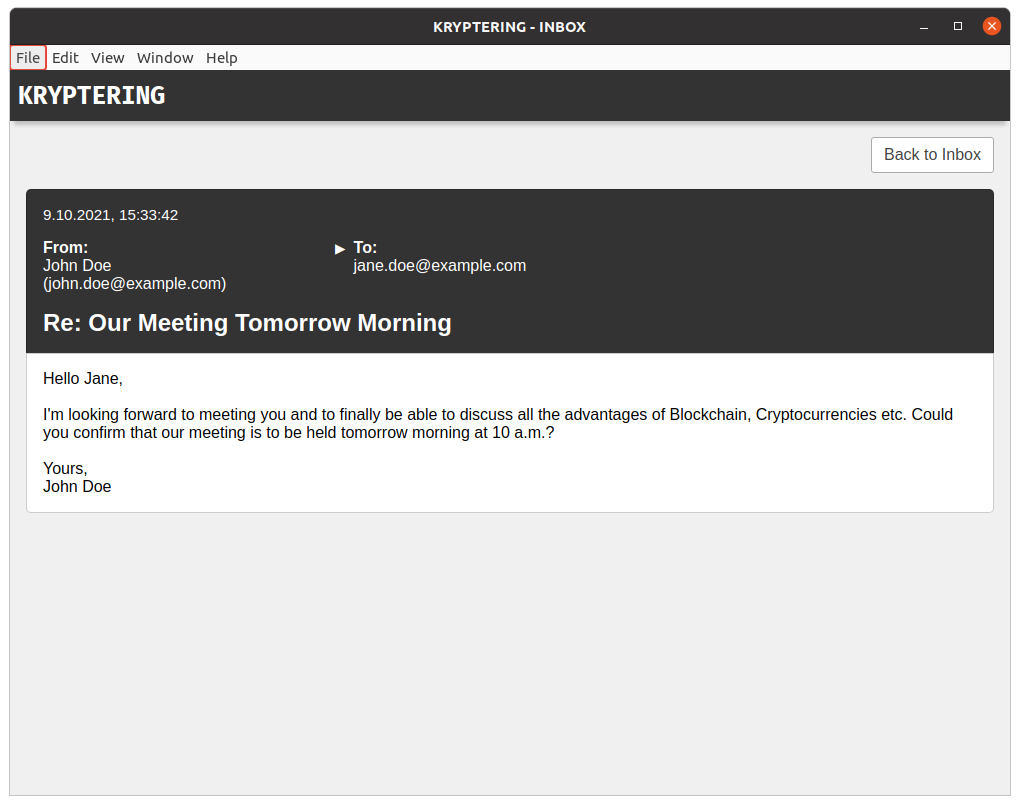 KRYPTERING - INBOX
File Edit View Window Help
KRYPTERING
Back to Inbox
9.10.2021, 15:33:42
From:
John Doe
(john.doe@example.com)
► To:
jane.doe@example.com
Re: Our Meeting Tomorrow Morning
Hello Jane,
I'm looking forward to meeting you and to finally be able to discuss all the advantages of Blockchain, Cryptocurrencies etc. Could
you confirm that our meeting is to be held tomorrow morning at 10 a.m.?
Yours,
John Doe